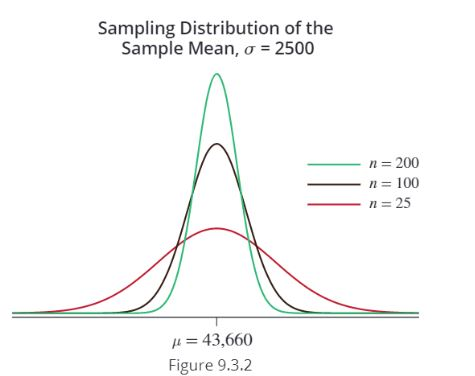 Sampling Distribution of the
Sample Mean, σ = 2500
n = 200
n = 100
n = 25
μ = 43,660
Figure 9.3.2